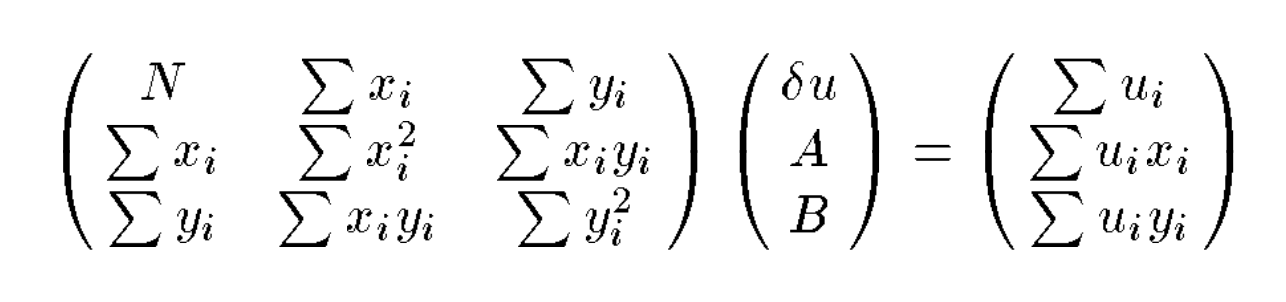 ( N ∑ x_i ∑ y_i ) ( δu ) = ( ∑ u_i )
( ∑ x_i ∑ x_i^2 ∑ x_i y_i ) ( A ) ( ∑ u_i x_i )
( ∑ y_i ∑ x_i y_i ∑ y_i^2 ) ( B ) ( ∑ u_i y_i )